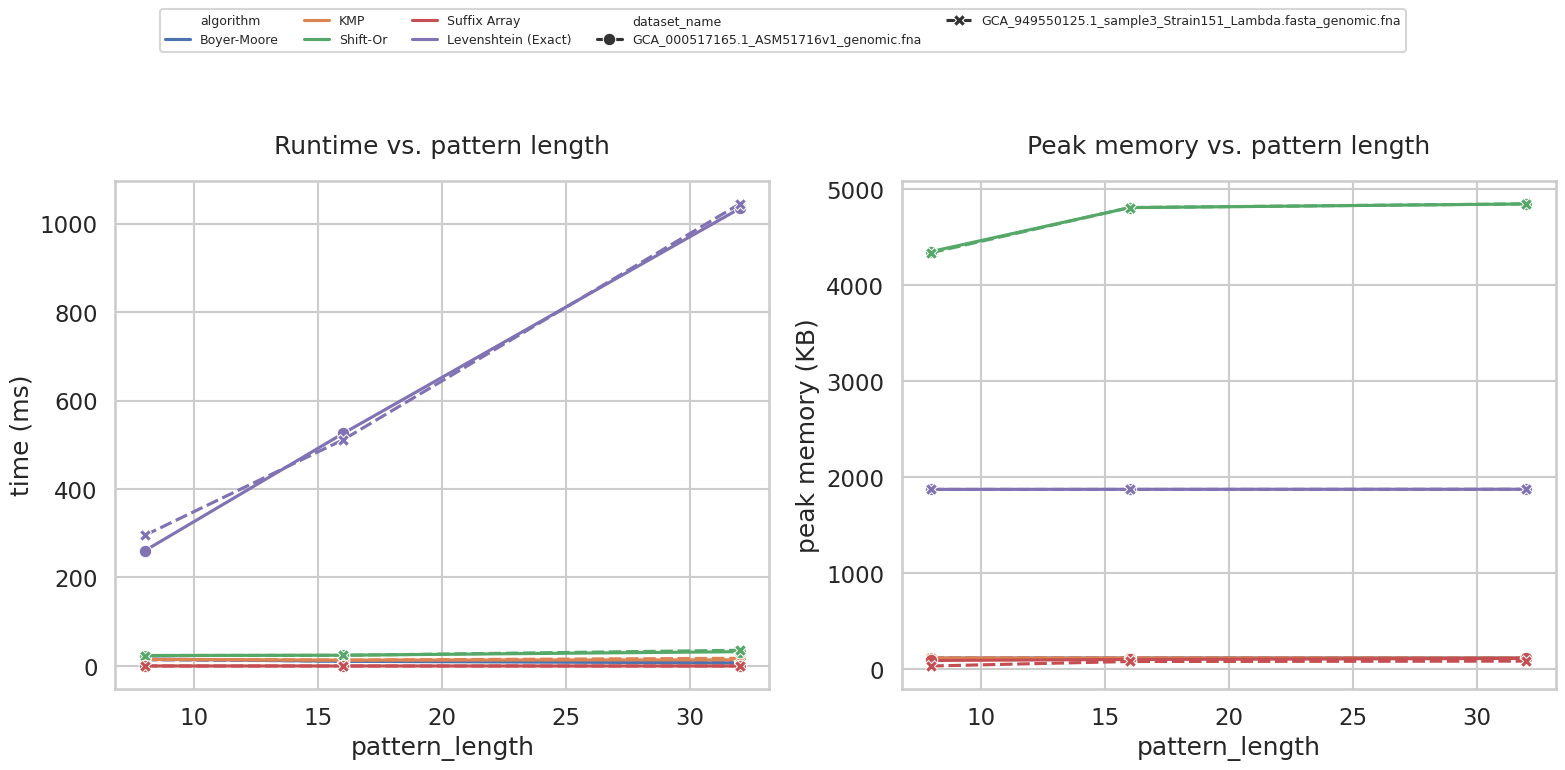 algorithm
Boyer-Moore
KMP
Shift-Or
Suffix Array
Levenshtein (Exact)
dataset_name
GCA_000517165.1_ASM51716v1_genomic.fna
GCA_949550125.1_sample3_Strain151_Lambda.fasta_genomic.fna
Runtime vs. pattern length
1000
800
600
400
200
0
time (ms)
10 15 20 25 30
pattern_length
Peak memory vs. pattern length
5000
4000
3000
2000
1000
0
peak memory (KB)
10 15 20 25 30
pattern_length